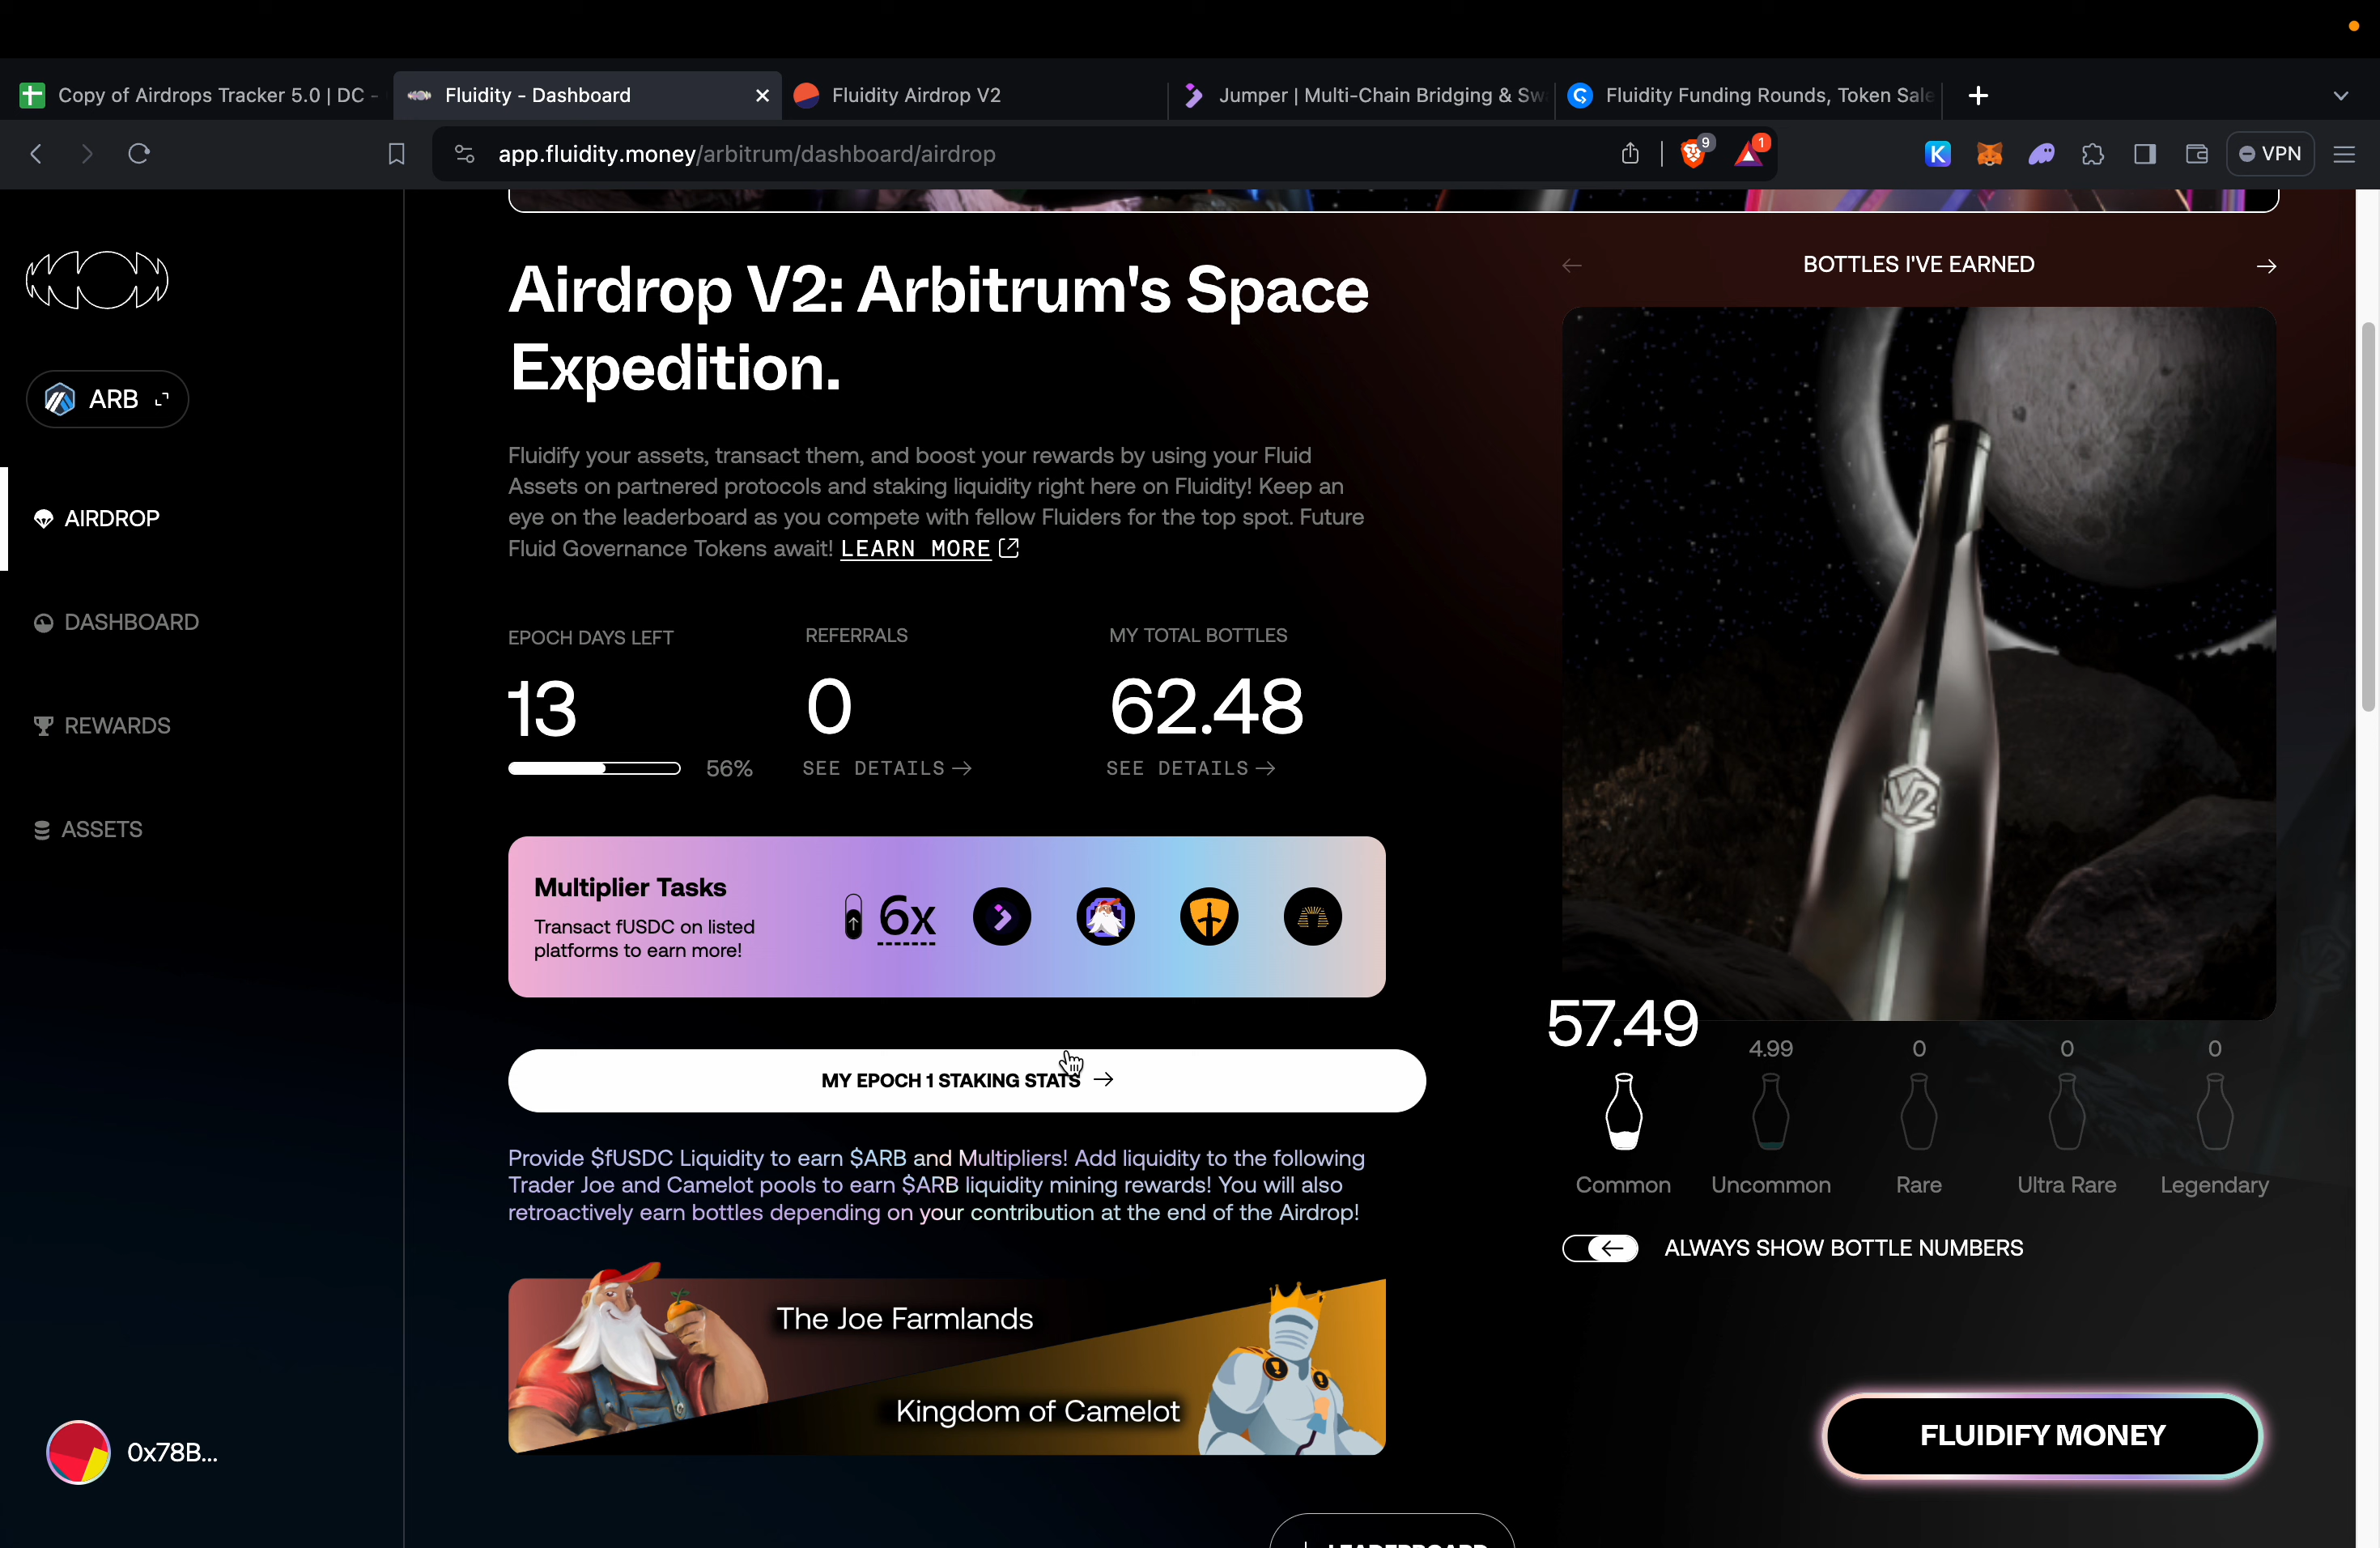 Copy of Airdrops Tracker 5.0 | DC -
Fluidity - Dashboard
Fluidity Airdrop V2
Jumper | Multi-Chain Bridging & Sw
Fluidity Funding Rounds, Token Sale
app.fluidity.money/arbitrum/dashboard/airdrop
9
1
VPN
ARB
AIRDROP
DASHBOARD
REWARDS
ASSETS
0x78B...
Airdrop V2: Arbitrum's Space
Expedition.
Fluidify your assets, transact them, and boost your rewards by using your Fluid
Assets on partnered protocols and staking liquidity right here on Fluidity! Keep an
eye on the leaderboard as you compete with fellow Fluiders for the top spot. Future
Fluid Governance Tokens await! LEARN MORE
EPOCH DAYS LEFT
13
56%
REFERRALS
0
SEE DETAILS
MY TOTAL BOTTLES
62.48
SEE DETAILS
Multiplier Tasks
Transact fUSDC on listed
platforms to earn more!
6x
MY EPOCH 1 STAKING STATS
Provide $fUSDC Liquidity to earn $ARB and Multipliers! Add liquidity to the following
Trader Joe and Camelot pools to earn $ARB liquidity mining rewards! You will also
retroactively earn bottles depending on your contribution at the end of the Airdrop!
The Joe Farmlands
Kingdom of Camelot
LEADERBOARD
BOTTLES I'VE EARNED
V2
57.49
4.99
0
0
0
Common
Uncommon
Rare
Ultra Rare
Legendary
ALWAYS SHOW BOTTLE NUMBERS
FLUIDIFY MONEY